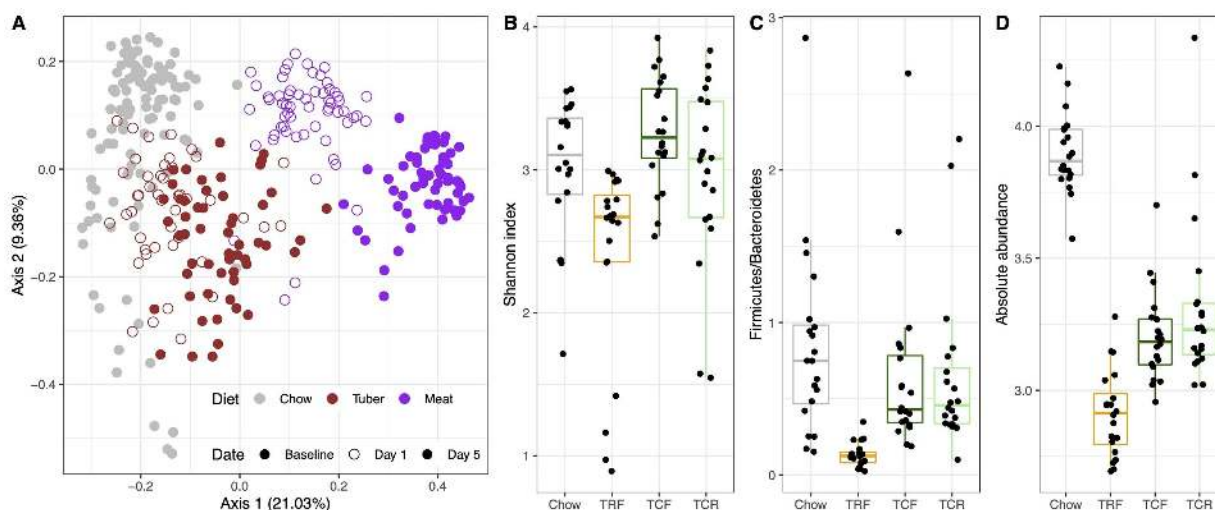 A
Axis 2 (9.36%)
0.2
0.0
−0.2
−0.4
Diet Chow Tuber Meat
Date Baseline Day 1 Day 5
−0.2 0.0 0.2 0.4
Axis 1 (21.03%)
B
Shannon index
4
3
2
1
Chow TRF TCF TCR
C
Firmicutes/Bacteroidetes
3
2
1
0
Chow TRF TCF TCR
D
Absolute abundance
4.0
3.5
3.0
Chow TRF TCF TCR